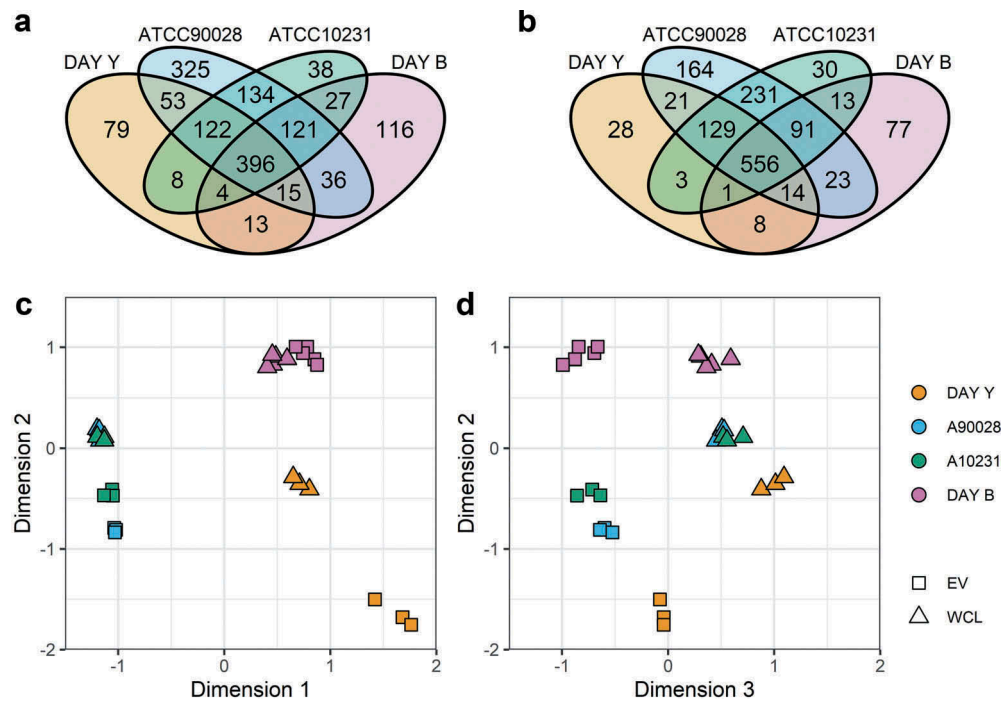 a
ATCC90028 ATCC10231
DAY Y DAY B
325 38
53 134 27
79 122 121 116
396
8 4 15 36
13
b
ATCC90028 ATCC10231
DAY Y DAY B
164 30
21 231 13
28 129 91 77
556
3 1 14 23
8
c
Dimension 2
1
0
-1
-2
-1 0 1 2
Dimension 1
d
Dimension 2
1
0
-1
-2
-1 0 1 2
Dimension 3
DAY Y
A90028
A10231
DAY B
EV
WCL